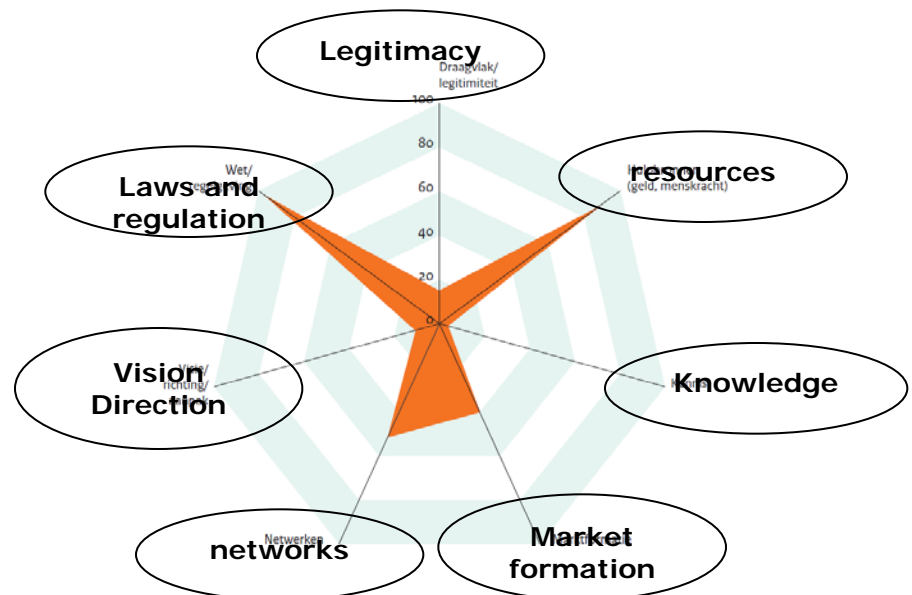 Legitimacy
Draagvlak/
legitimiteit
100
80
60
40
20
0
resources
(geld, menskracht)
Knowledge
Market
formation
networks
Netwerken
Vision
Direction
richting/
Laws and
regulation
Wet/